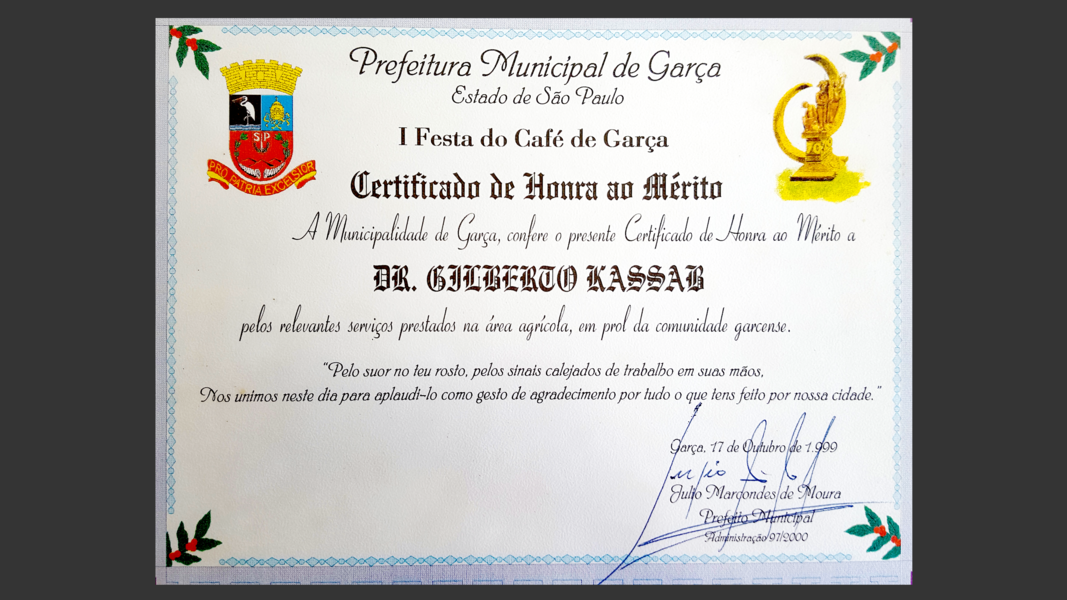 Prefeitura Municipal de Garça
Estado de São Paulo
I Festa do Café de Garça
Certificado de Honra ao Mérito
A Municipalidade de Garça, confere o presente Certificado de Honra ao Mérito a
DR. GILBERTO KASSAB
pelos relevantes serviços prestados na área agrícola, em prol da comunidade garcense.
"Pelo suor no teu rosto, pelos sinais calejados de trabalho em suas mãos,
Nos unimos neste dia para aplaudi-lo como gesto de agradecimento por tudo o que tens feito por nossa cidade."
Garça, 17 de Outubro de 1.999
Julio Marcondes de Moura
Prefeito Municipal
Administração 97/2000
SP
PRO PATRIA EXCELSIOR